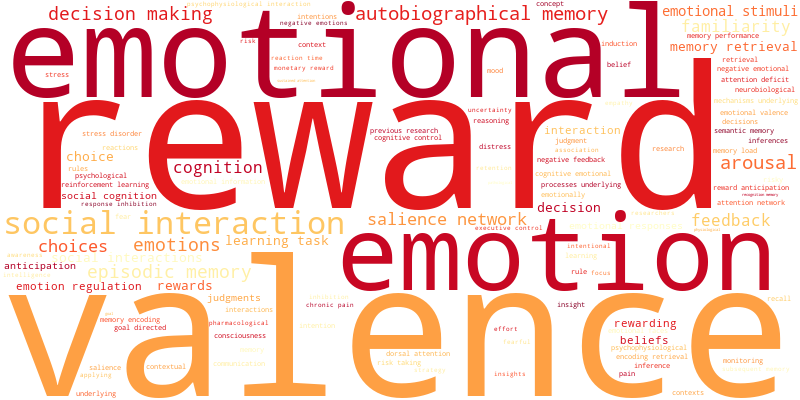 psychophysiological interaction
concept
decision making
intentions
negative emotions
autobiographical memory
emotional stimuli
familiarity
emotional
risk
context
induction
memory performance
memory retrieval
reaction time
monetary reward
belief
retrieval
negative emotional
stress
mood
attention deficit
neurobiological
mechanisms underlying
reward
uncertainty
reasoning
emotional valence
decisions
stress disorder
previous research
cognitive control
interaction
semantic memory
judgment
inferences
reactions
choice
distress
association
research
memory load
rules
cognition
negative feedback
arousal
psychological
cognitive emotional
reinforcement learning
processes underlying
reward anticipation
social cognition
emotionally
recognition memory
response inhibition
decision
attention network
social interaction
salience network
feedback
executive control
choices
emotions
learning task
emotion
intentional
social interactions
anticipation
episodic memory
rule
focus
emotion regulation
rewards
valence
judgments
chronic pain
insight
recall
interactions
memory encoding
goal directed
pharmacological
consciousness
effort
rewarding
beliefs
fearful
psychophysiological
dorsal attention
encoding retrieval
monitoring
salience
contextual
risk taking
inference
applying
insights
pain
underlying
contexts